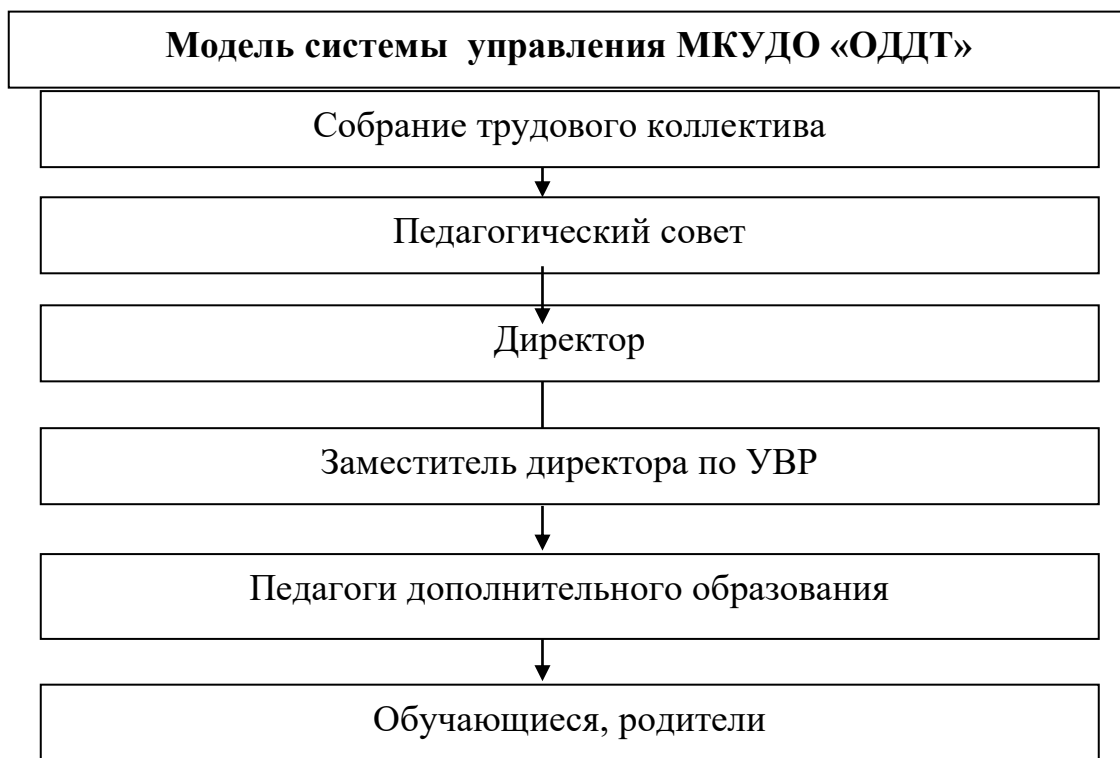 Модель системы управления МКУДО «ОДДТ»
Собрание трудового коллектива
Педагогический совет
Директор
Заместитель директора по УВР
Педагоги дополнительного образования
Обучающиеся, родители